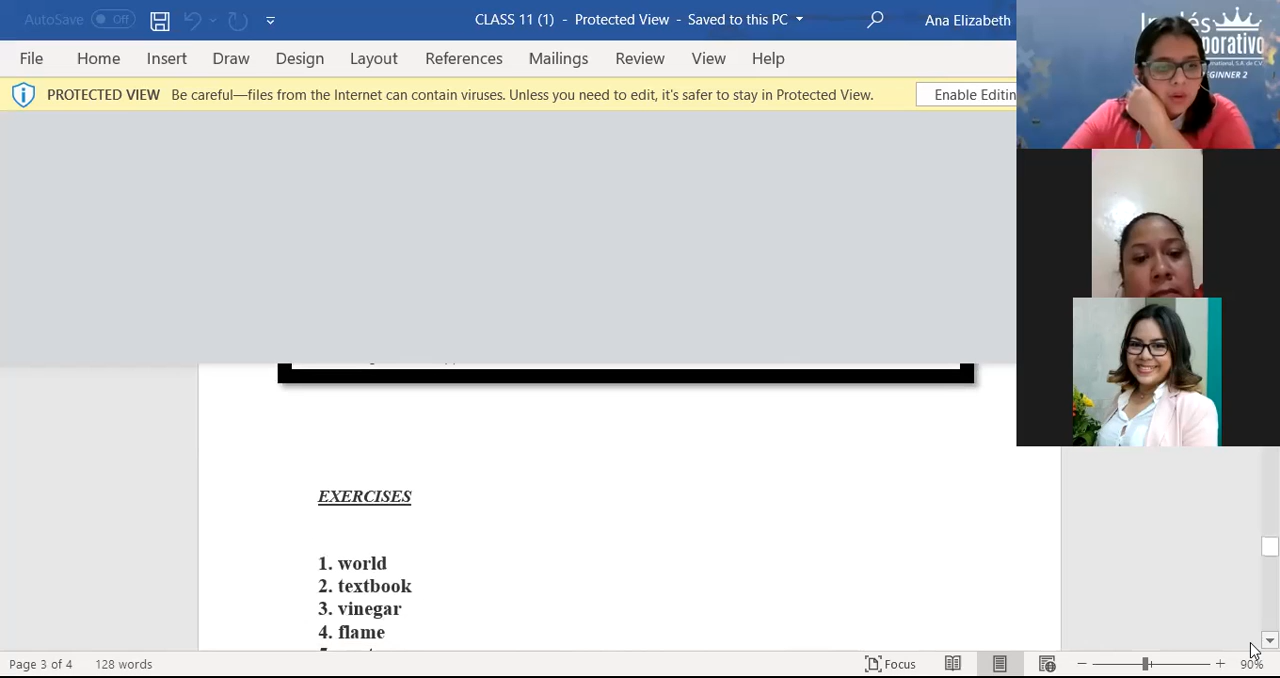 AutoSave Off CLASS 11 (1) - Protected View - Saved to this PC Ana Elizabeth
File Home Insert Draw Design Layout References Mailings Review View Help
PROTECTED VIEW Be careful—files from the Internet can contain viruses. Unless you need to edit, it's safer to stay in Protected View. Enable Editin
EXERCISES
1. world
2. textbook
3. vinegar
4. flame
Page 3 of 4 128 words Focus 90%